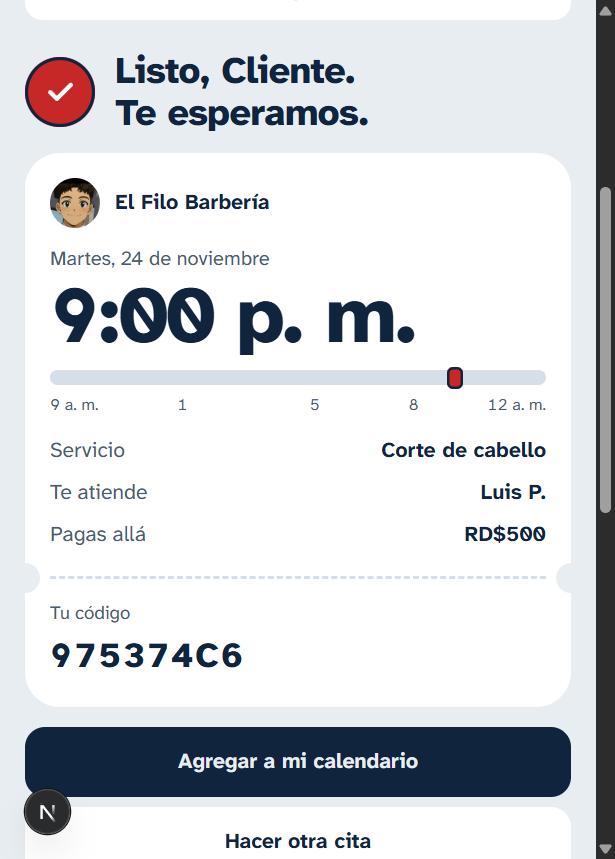 Listo, Cliente.
Te esperamos.
El Filo Barbería
Martes, 24 de noviembre
9:00 p. m.
9 a. m. 1 5 8 12 a. m.
Servicio Corte de cabello
Te atiende Luis P.
Pagas allá RD$500
Tu código
975374C6
Agregar a mi calendario
N
Hacer otra cita